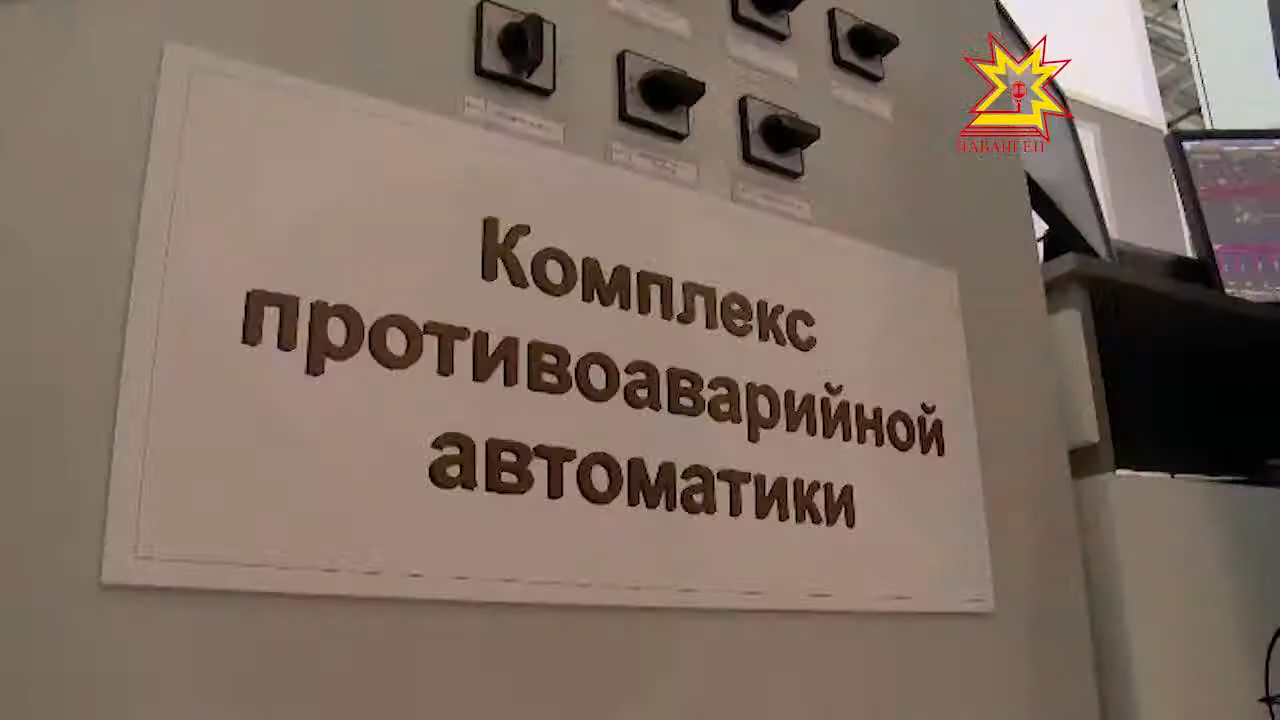 Комплекс
противоаварийной
автоматики